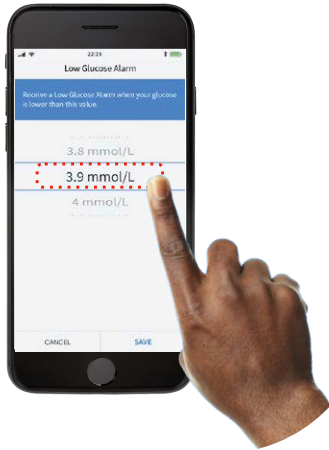 22:23
Low Glucose Alarm
Receive a Low Glucose Alarm when your glucose
is lower than this value.
3.8 mmol/L
3.9 mmol/L
4 mmol/L
CANCEL SAVE